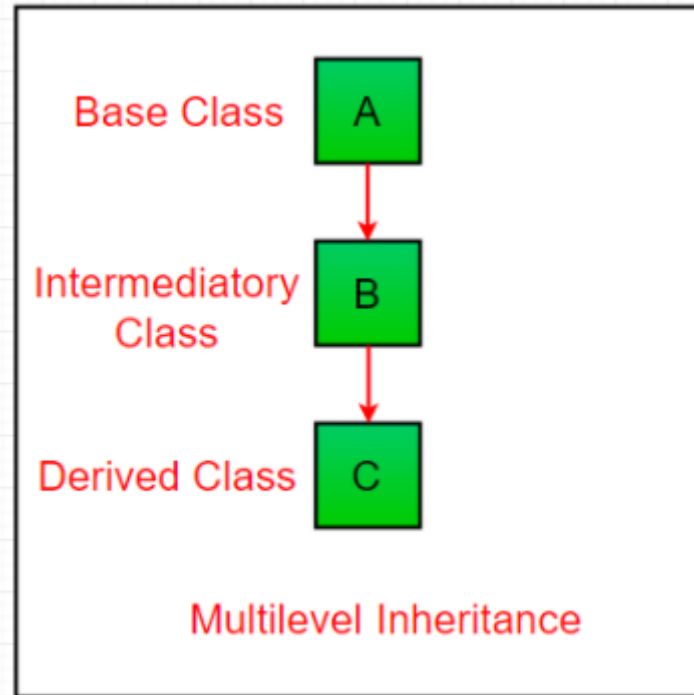 Base Class
A
Intermediatory
Class
B
Derived Class
C
Multilevel Inheritance